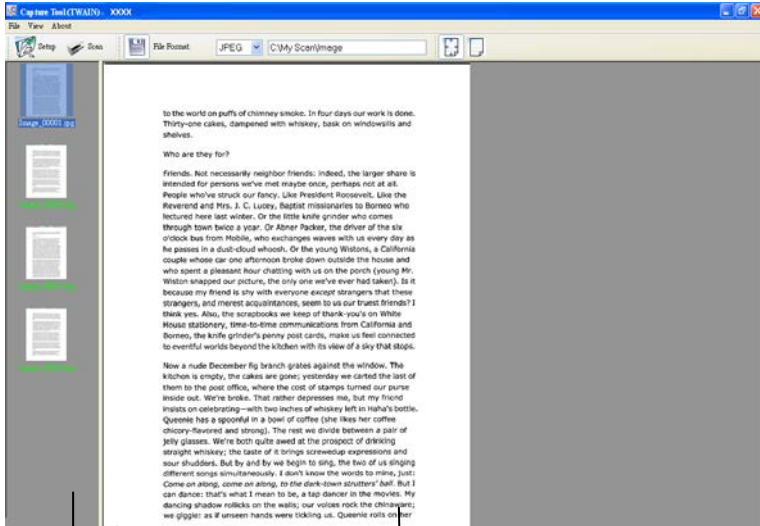 Capture Tool(TWAIN)- XXXX
File View About
Setup Scan File Format JPEG C:\My Scan\Image
Image_00001.jpg
to the world on puffs of chimney smoke. In four days our work is done.
Thirty-one cakes, dampened with whiskey, bask on windowsills and
shelves.
Who are they for?
Friends. Not necessarily neighbor friends: indeed, the larger share is
intended for persons we've met maybe once, perhaps not at all.
People who've struck our fancy. Like President Roosevelt. Like the
Reverend and Mrs. J. C. Lucey, Baptist missionaries to Borneo who
lectured here last winter. Or the little knife grinder who comes
through town twice a year. Or Abner Packer, the driver of the six
o'clock bus from Mobile, who exchanges waves with us every day as
he passes in a dust-cloud whoosh. Or the young Wistons, a California
couple whose car one afternoon broke down outside the house and
who spent a pleasant hour chatting with us on the porch (young Mr.
Wiston snapped our picture, the only one we've ever had taken). Is it
because my friend is shy with everyone except strangers that these
strangers, and merest acquaintances, seem to us our truest friends? I
think yes. Also, the scrapbooks we keep of thank-you's on White
House stationery, time-to-time communications from California and
Borneo, the knife grinder's penny post cards, make us feel connected
to eventful worlds beyond the kitchen with its view of a sky that stops.
Now a nude December fig branch grates against the window. The
kitchen is empty, the cakes are gone; yesterday we carted the last of
them to the post office, where the cost of stamps turned our purse
inside out. We're broke. That rather depresses me, but my friend
insists on celebrating—with two inches of whiskey left in Haha's bottle.
Queenie has a spoonful in a bowl of coffee (she likes her coffee
chicory-flavored and strong). The rest we divide between a pair of
jelly glasses. We're both quite awed at the prospect of drinking
straight whiskey; the taste of it brings screwedup expressions and
sour shudders. But by and by we begin to sing, the two of us singing
different songs simultaneously. I don't know the words to mine, just:
Come on along, come on along, to the dark-town strutters' ball. But I
can dance: that's what I mean to be, a tap dancer in the movies. My
dancing shadow rollicks on the walls; our voices rock the chinaware;
we giggle: as if unseen hands were tickling us. Queenie rolls on her